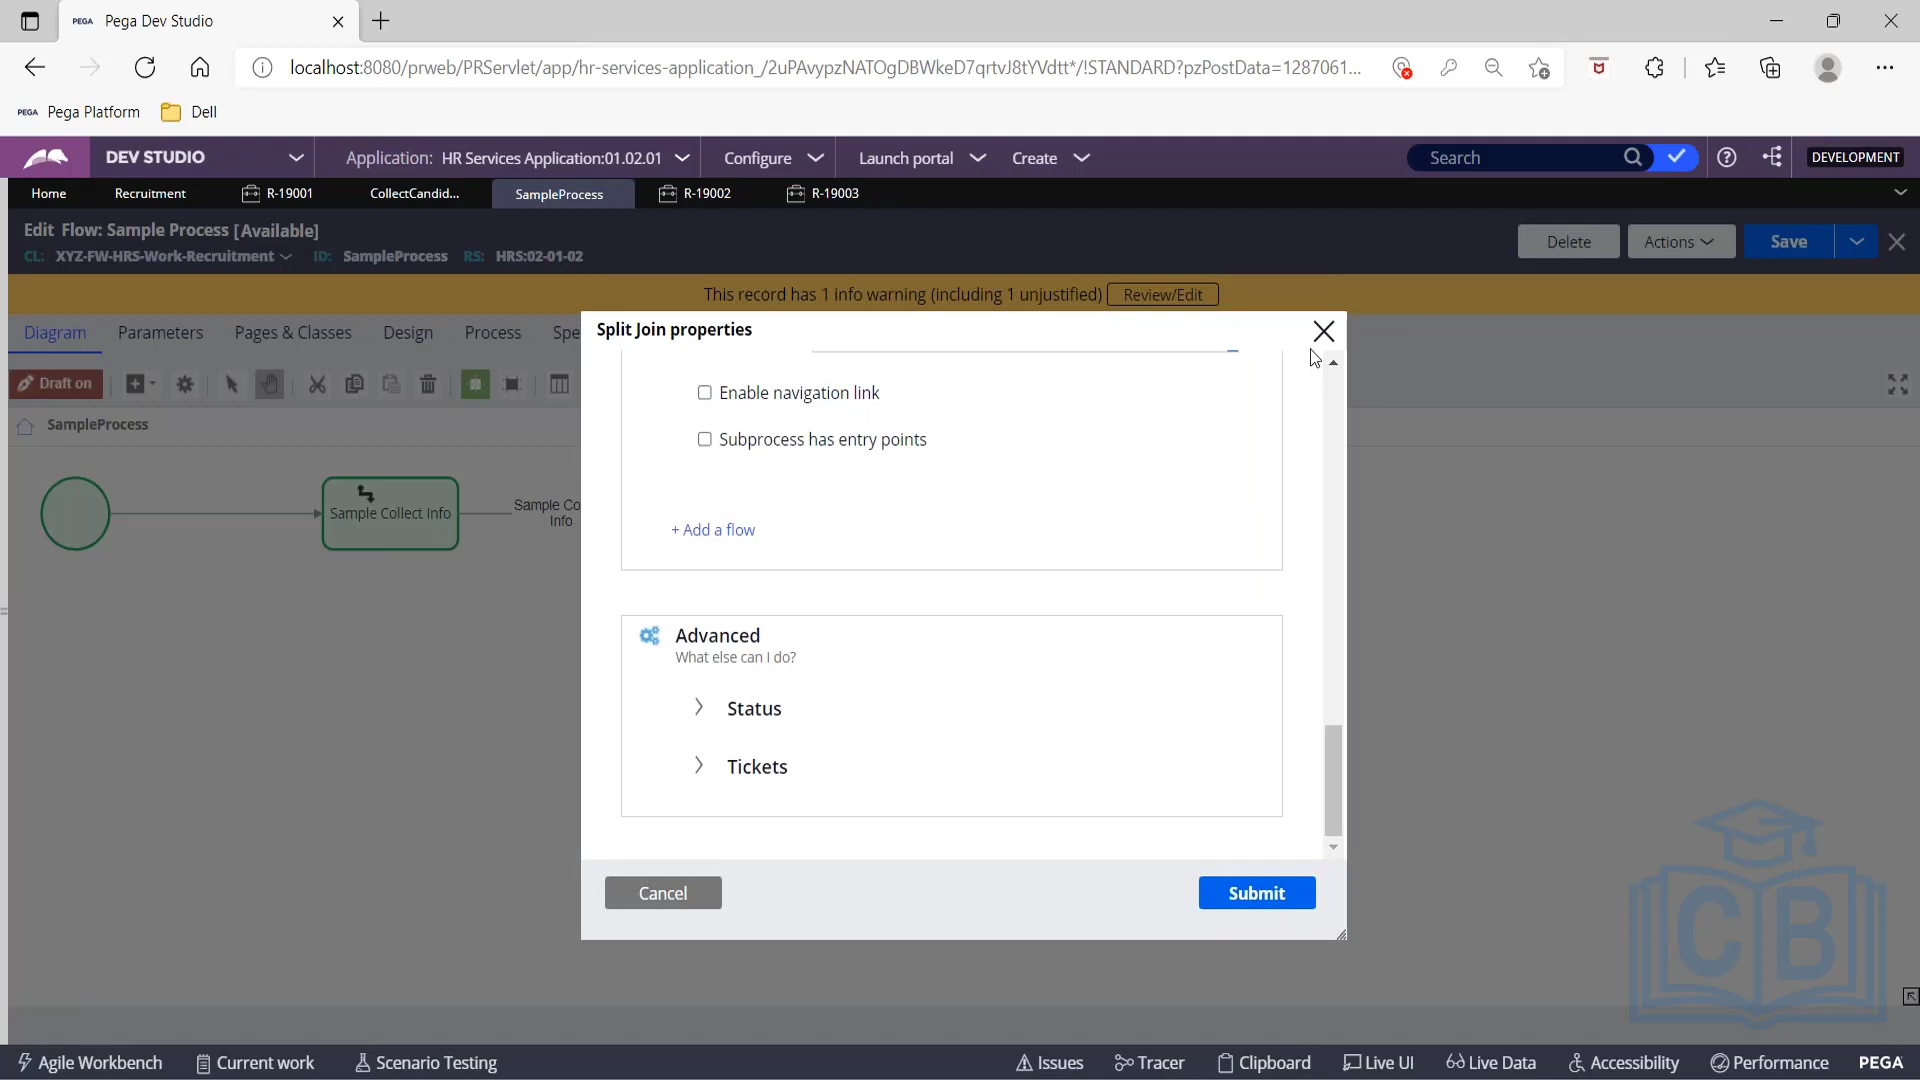 PEGA Pega Dev Studio
localhost:8080/prweb/PRServlet/app/hr-services-application_/2uPAvypzNATOgDBWkeD7qrtvJ8tYVdtt*/!STANDARD?pzPostData=1287061...
PEGA Pega Platform Dell
DEV STUDIO Application: HR Services Application:01.02.01 Configure Launch portal Create Search DEVELOPMENT
Home Recruitment R-19001 CollectCandid... SampleProcess R-19002 R-19003
Edit Flow: Sample Process [Available]
CL: XYZ-FW-HRS-Work-Recruitment ID: SampleProcess RS: HRS:02-01-02
Delete Actions Save
This record has 1 info warning (including 1 unjustified) Review/Edit
Diagram Parameters Pages & Classes Design Process Spe
Split Join properties
Draft on
SampleProcess
Sample Collect Info
Sample Co
Info
Enable navigation link
Subprocess has entry points
+ Add a flow
Advanced
What else can I do?
Status
Tickets
Cancel Submit
CB
Agile Workbench Current work Scenario Testing Issues Tracer Clipboard Live UI Live Data Accessibility Performance PEGA